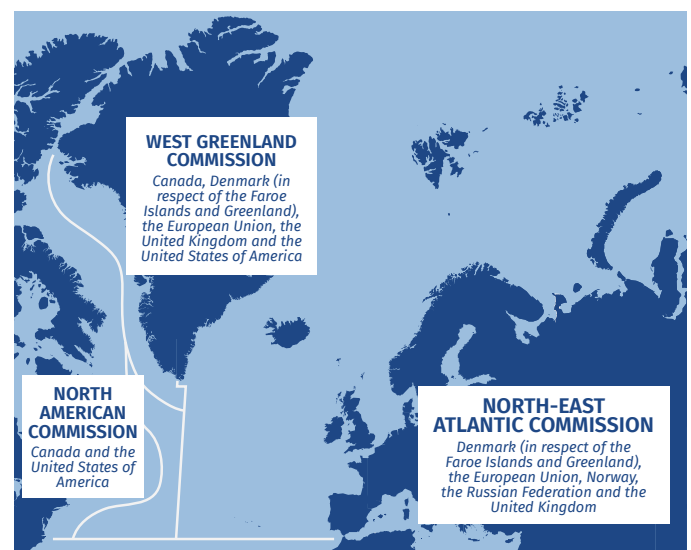 WEST GREENLAND
COMMISSION
Canada, Denmark (in
respect of the Faroe
Islands and Greenland),
the European Union, the
United Kingdom and the
United States of America
NORTH
AMERICAN
COMMISSION
Canada and the
United States of
America
NORTH-EAST
ATLANTIC COMMISSION
Denmark (in respect of the
Faroe Islands and Greenland),
the European Union, Norway,
the Russian Federation and the
United Kingdom